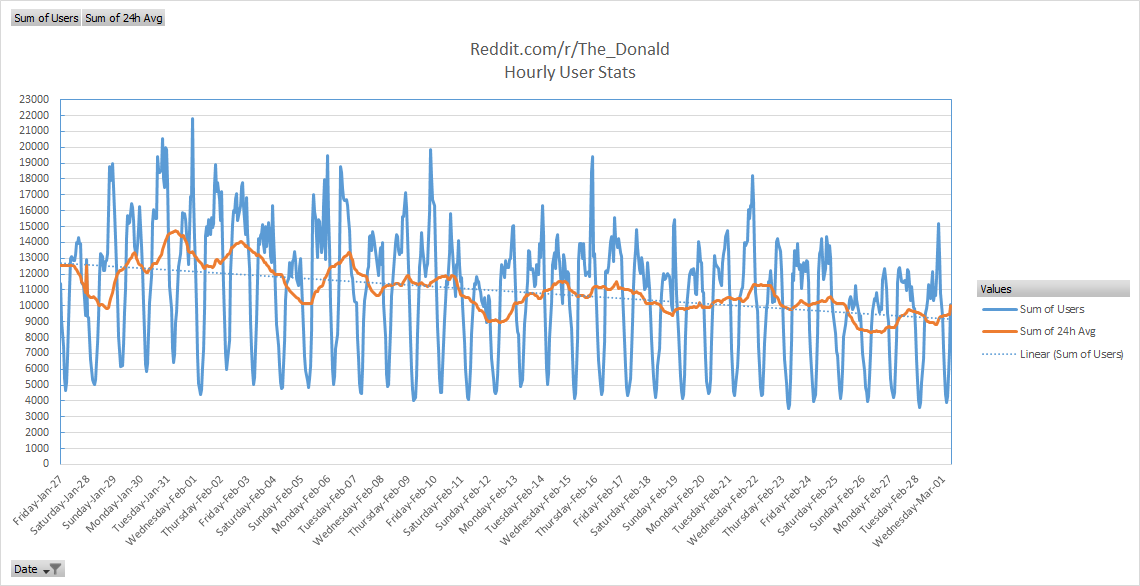 Sum of Users Sum of 24h Avg
Reddit.com/r/The_Donald
Hourly User Stats
23000
22000
21000
20000
19000
18000
17000
16000
15000
14000
13000
12000
11000
10000
9000
8000
7000
6000
5000
4000
3000
2000
1000
0
Values
Sum of Users
Sum of 24h Avg
Linear (Sum of Users)
Friday-Jan-27
Saturday-Jan-28
Sunday-Jan-29
Monday-Jan-30
Tuesday-Jan-31
Wednesday-Feb-01
Thursday-Feb-02
Friday-Feb-03
Saturday-Feb-04
Sunday-Feb-05
Monday-Feb-06
Tuesday-Feb-07
Wednesday-Feb-08
Thursday-Feb-09
Friday-Feb-10
Saturday-Feb-11
Sunday-Feb-12
Monday-Feb-13
Tuesday-Feb-14
Wednesday-Feb-15
Thursday-Feb-16
Friday-Feb-17
Saturday-Feb-18
Sunday-Feb-19
Monday-Feb-20
Tuesday-Feb-21
Wednesday-Feb-22
Thursday-Feb-23
Friday-Feb-24
Saturday-Feb-25
Sunday-Feb-26
Monday-Feb-27
Tuesday-Feb-28
Wednesday-Mar-01
Date